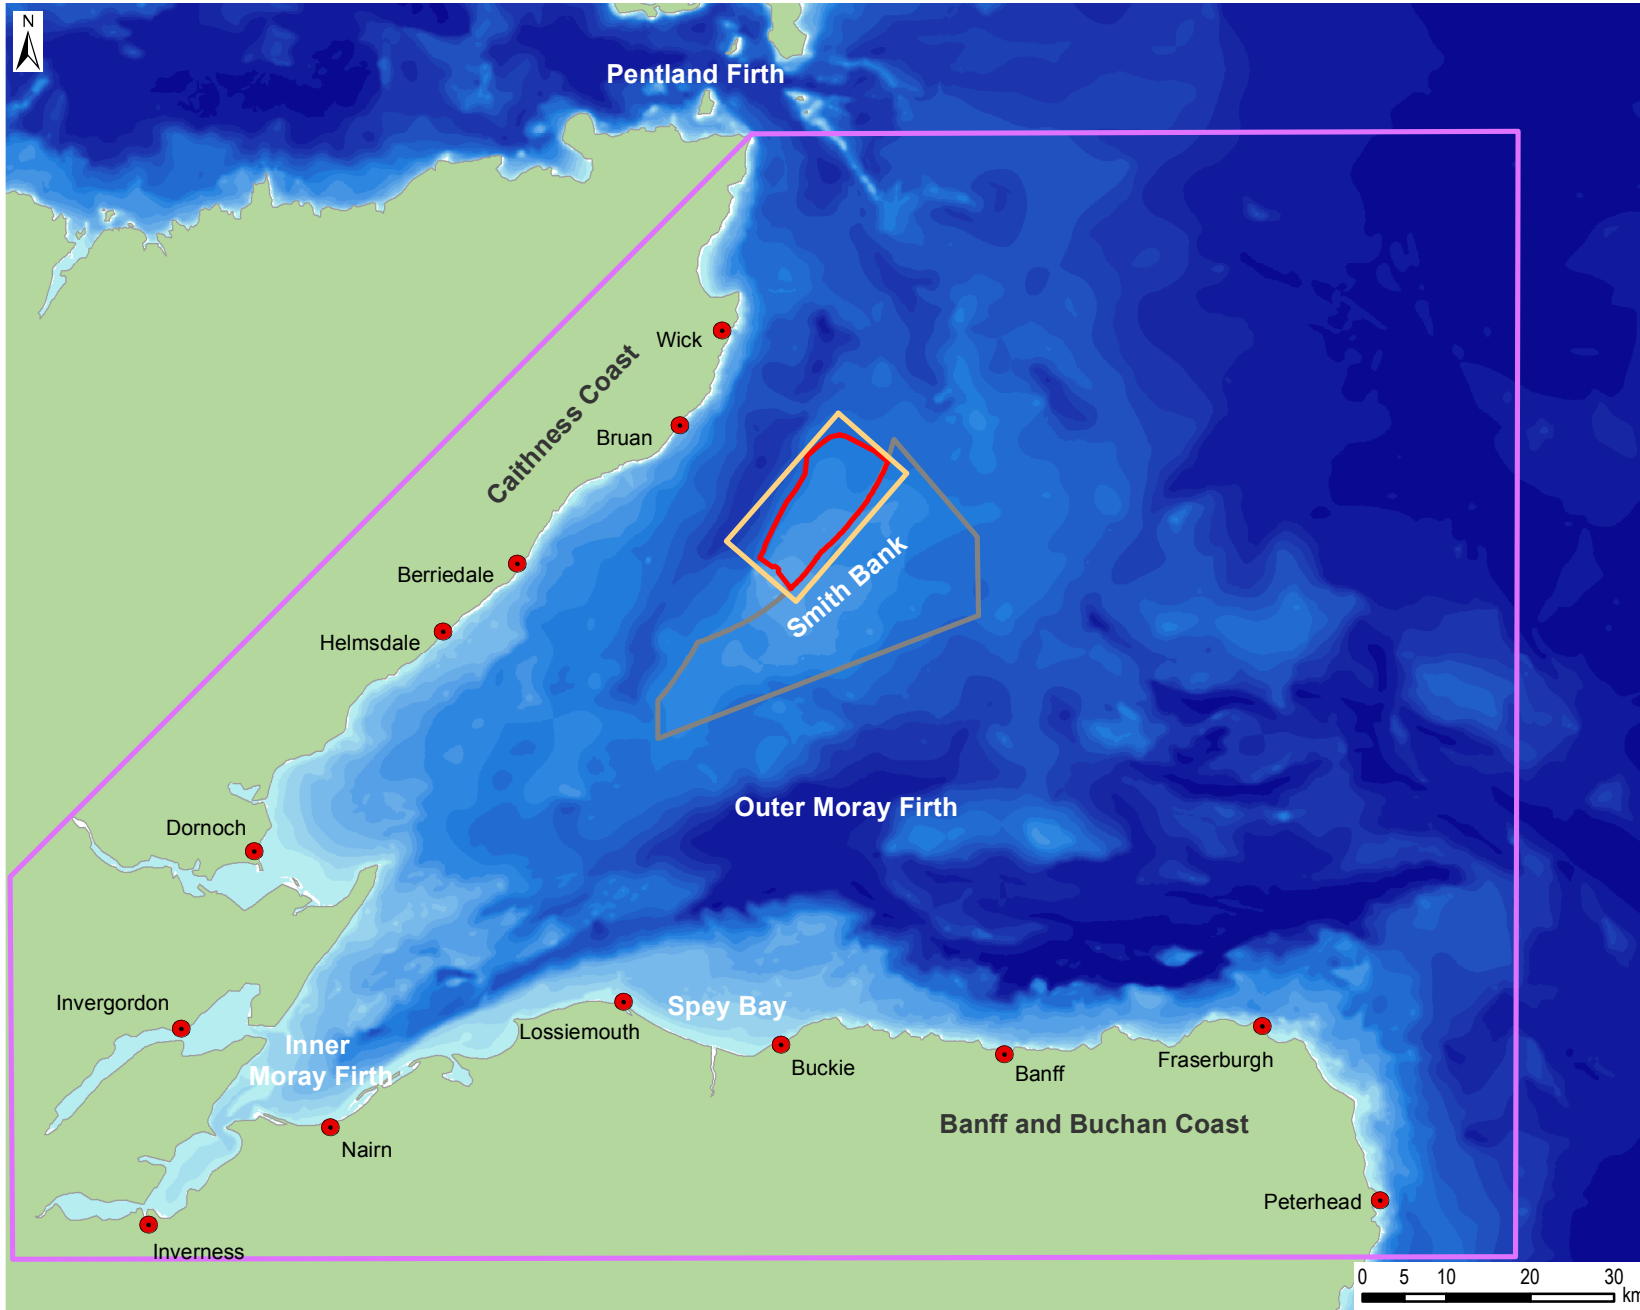 N
Pentland Firth
Wick
Caithness Coast
Bruan
Berriedale
Smith Bank
Helmsdale
Outer Moray Firth
Dornoch
Invergordon
Spey Bay
Lossiemouth
Inner
Moray Firth
Buckie
Banff
Fraserburgh
Banff and Buchan Coast
Nairn
Peterhead
Inverness
0 5 10 20 30
km